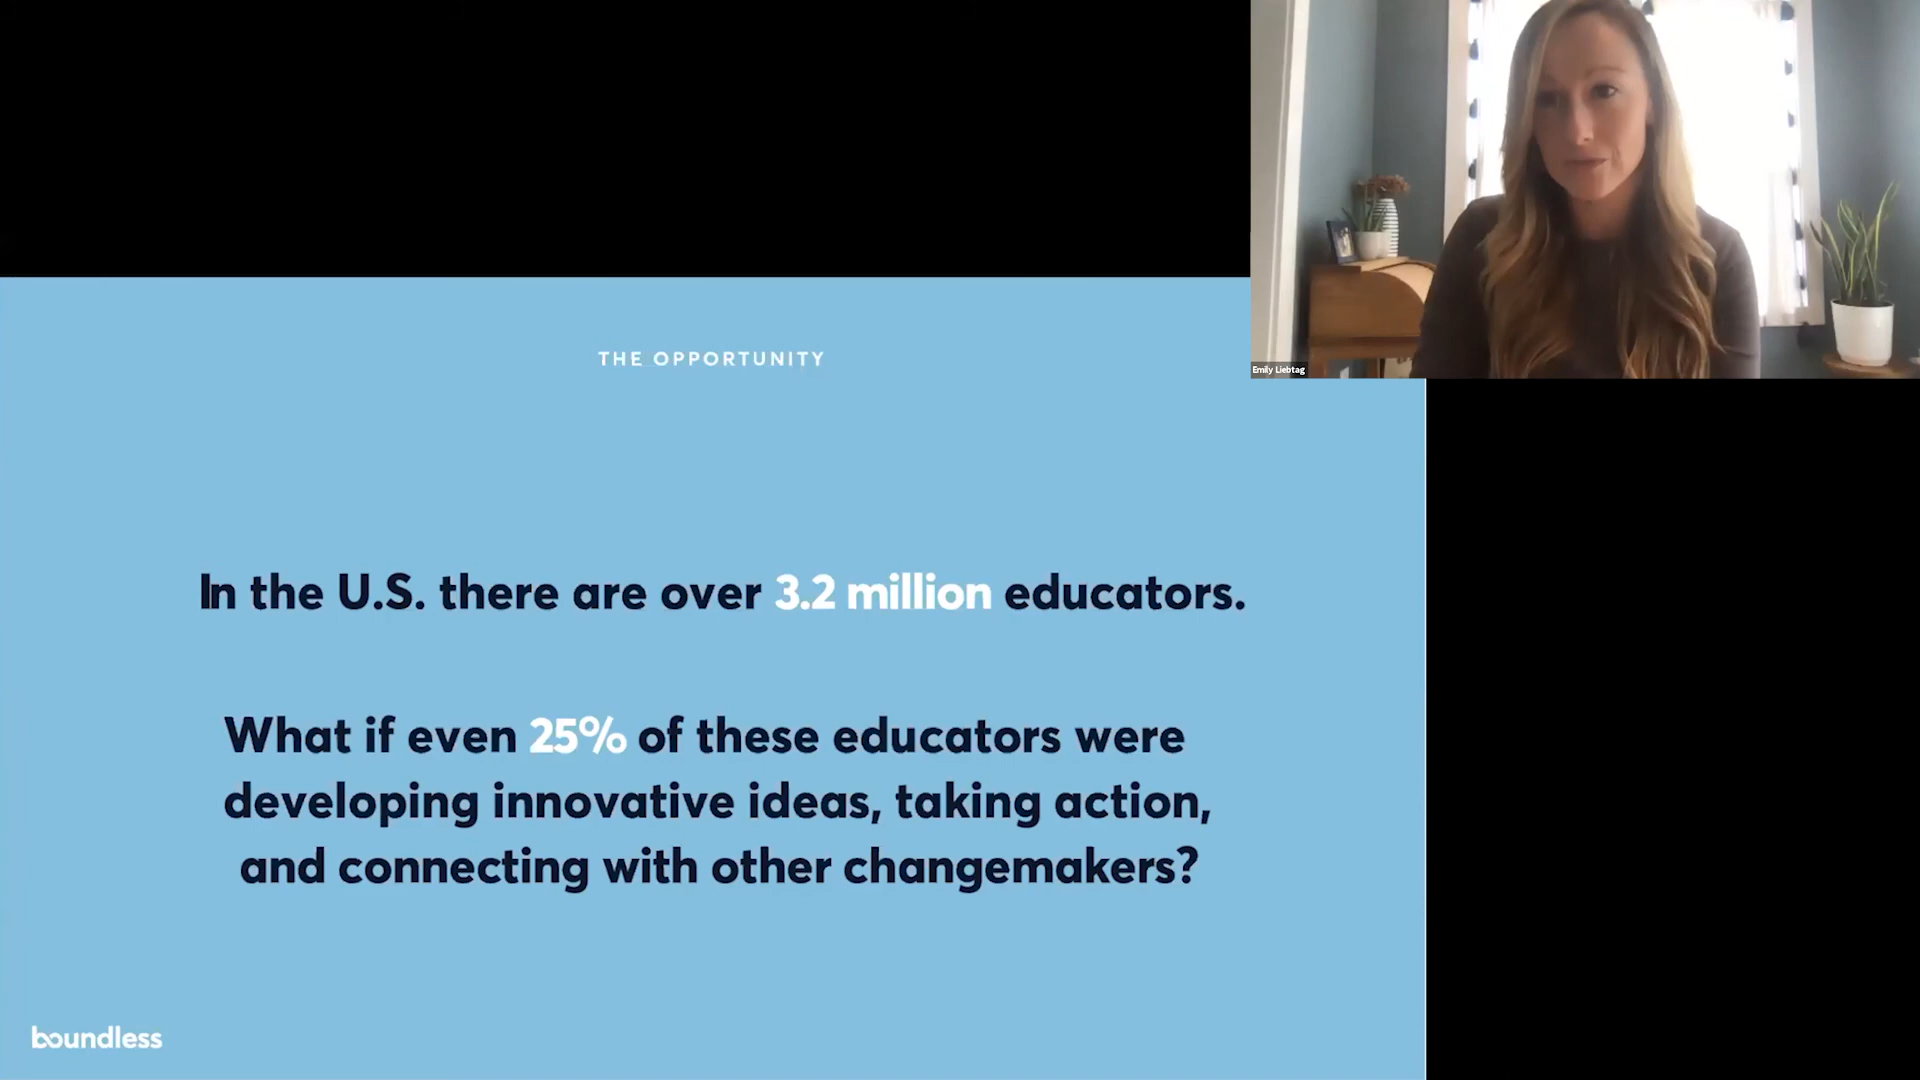 Emily Liebtag
THE OPPORTUNITY
In the U.S. there are over 3.2 million educators.
What if even 25% of these educators were
developing innovative ideas, taking action,
and connecting with other changemakers?
boundless